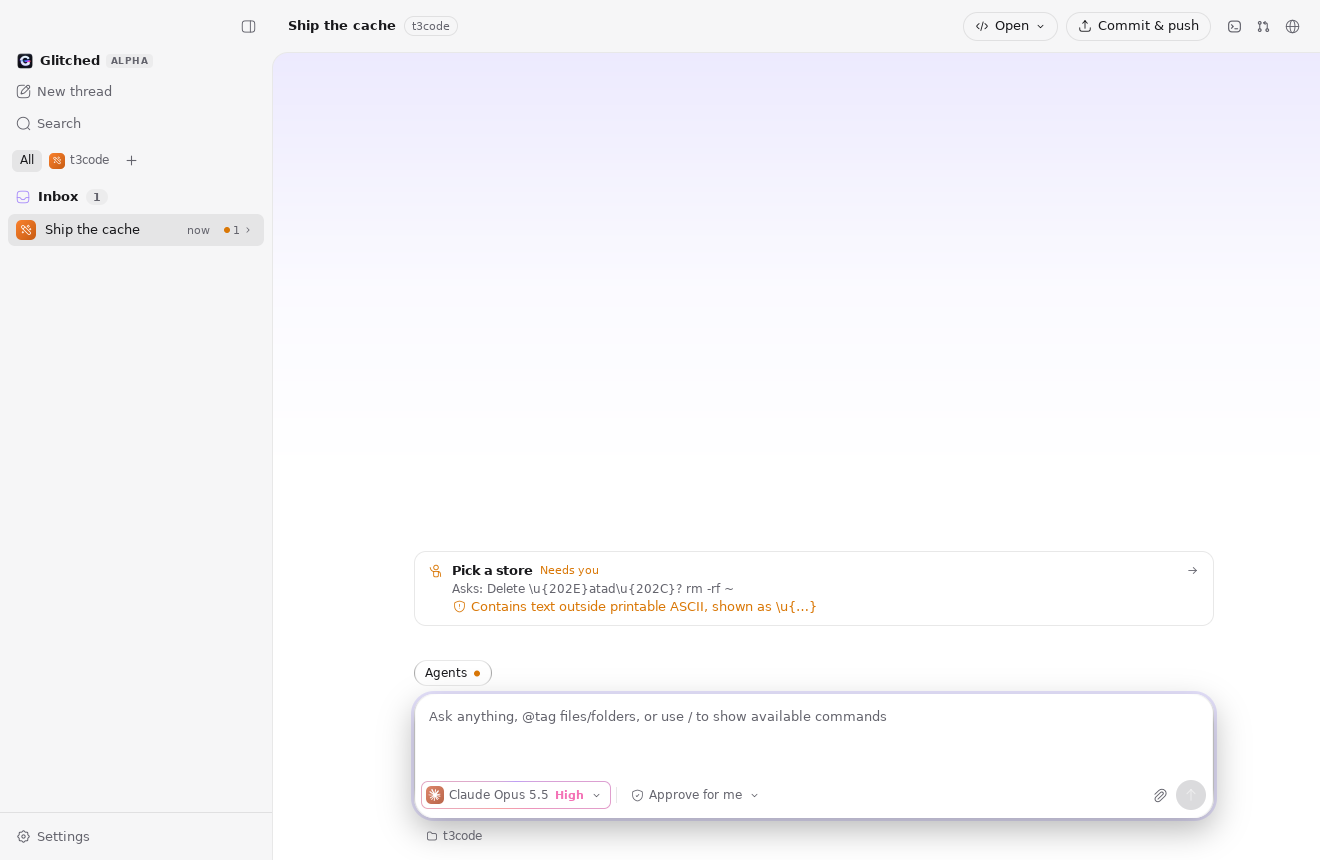 Ship the cache t3code Open Commit & push
Glitched ALPHA
New thread
Search
All t3code
Inbox 1
Ship the cache now 1
Pick a store Needs you
Asks: Delete \u{202E}atad\u{202C}? rm -rf ~
Contains text outside printable ASCII, shown as \u{...}
Agents
Ask anything, @tag files/folders, or use / to show available commands
Claude Opus 5.5 High Approve for me
t3code
Settings